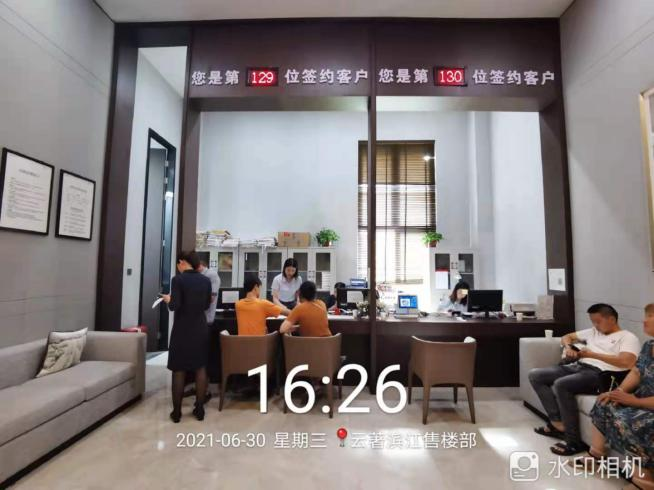 您是第 129 位签约客户
您是第 130 位签约客户
16:26
2021-06-30 星期三 云著滨江售楼部
水印相机